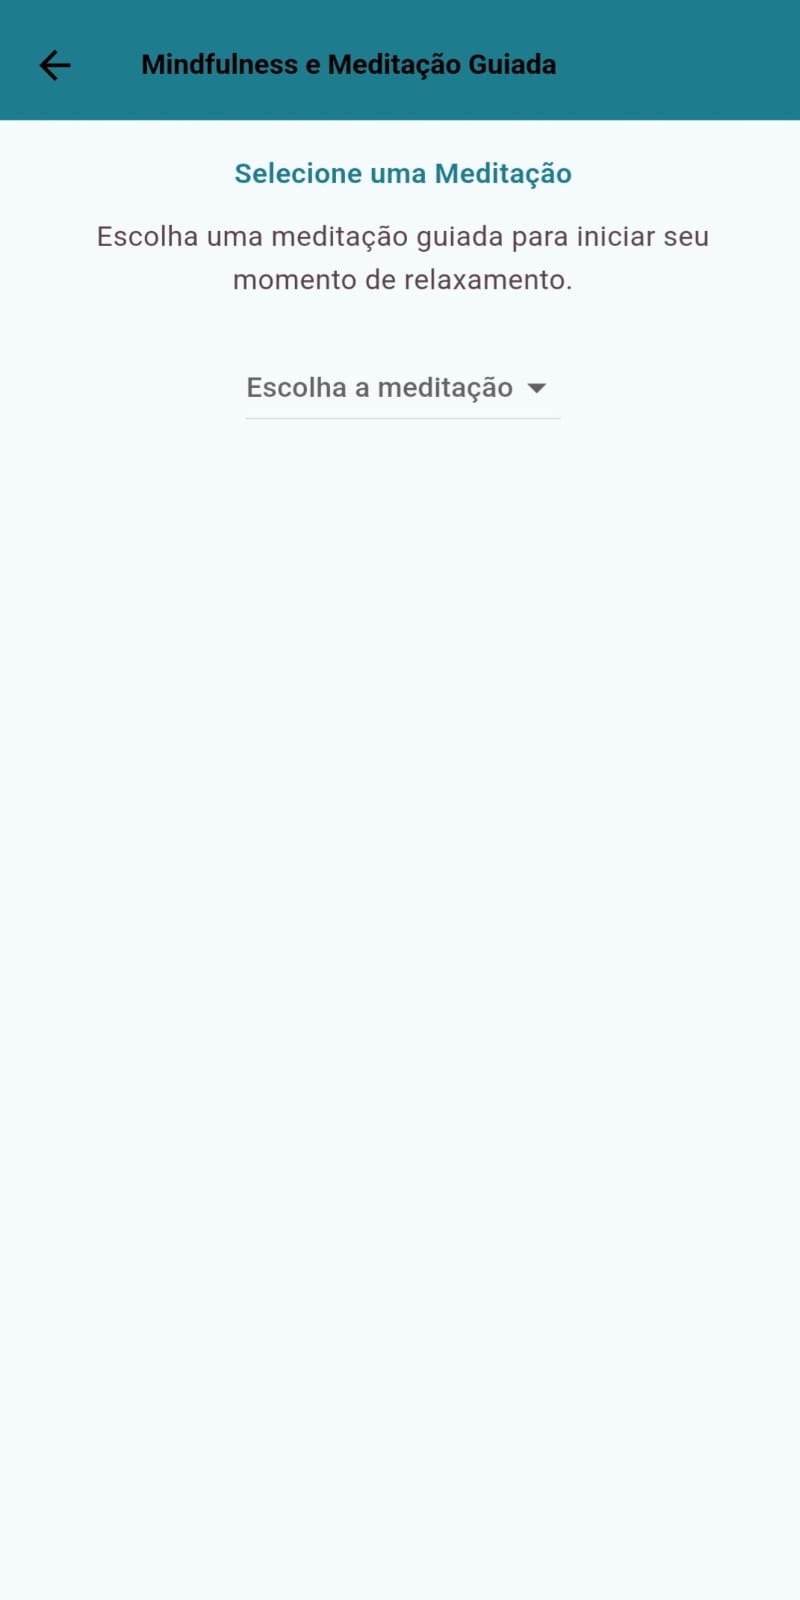 Mindfulness e Meditação Guiada
Selecione uma Meditação
Escolha uma meditação guiada para iniciar seu
momento de relaxamento.
Escolha a meditação